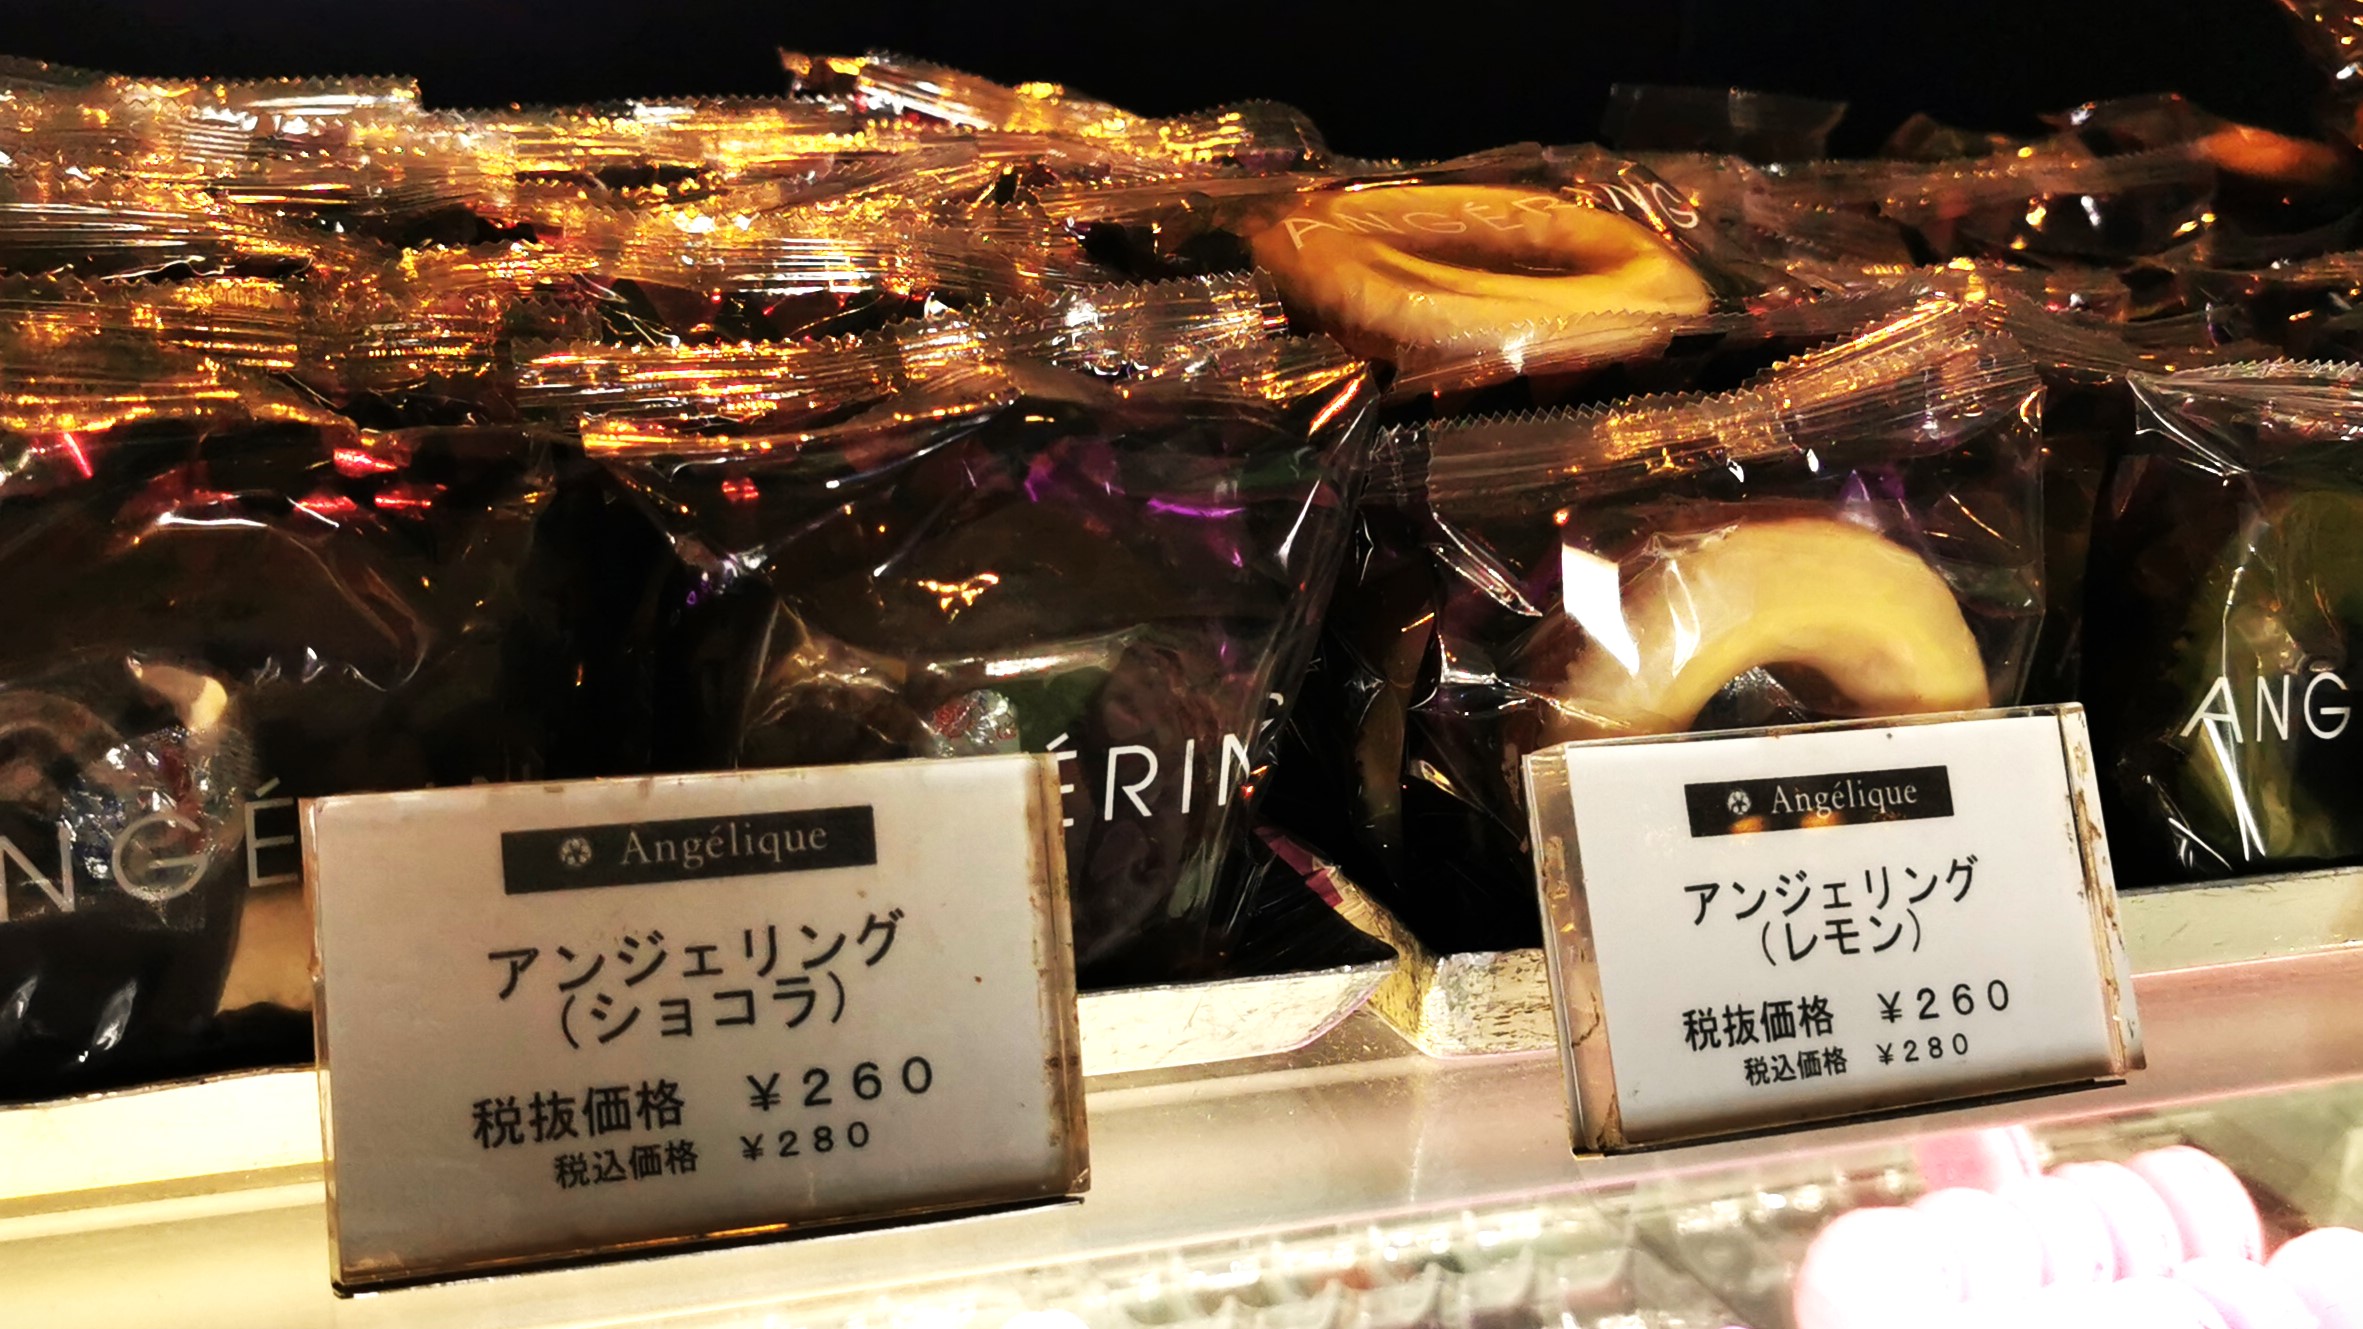 ANGÉRING
NGÉ
ÉRIN
ANG
Angélique
アンジェリング
(ショコラ)
税抜価格 ¥260
税込価格 ¥280
Angélique
アンジェリング
(レモン)
税抜価格 ¥260
税込価格 ¥280